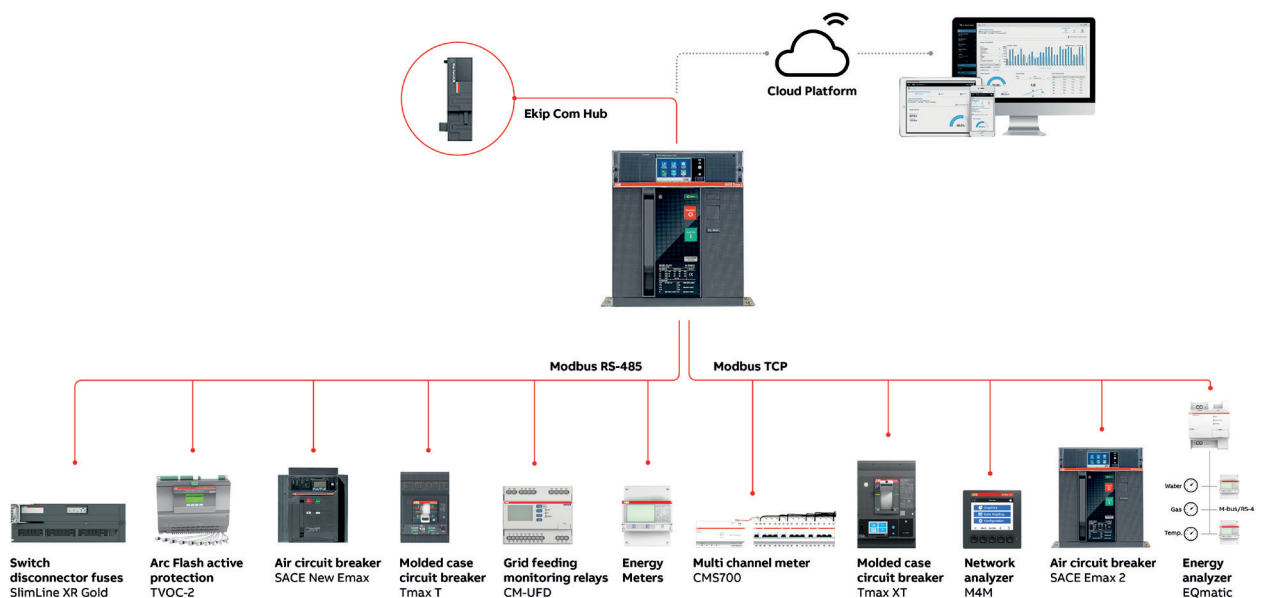 Cloud Platform
Ekip Com Hub
Modbus RS-485
Modbus TCP
Water
Gas
Temp.
M-bus/RS-4
Switch
disconnector fuses
SlimLine XR Gold
Arc Flash active
protection
TVOC-2
Air circuit breaker
SACE New Emax
Molded case
circuit breaker
Tmax T
Grid feeding
monitoring relays
CM-UFD
Energy
Meters
Multi channel meter
CMS700
Molded case
circuit breaker
Tmax XT
Network
analyzer
M4M
Air circuit breaker
SACE Emax 2
Energy
analyzer
EQmatic